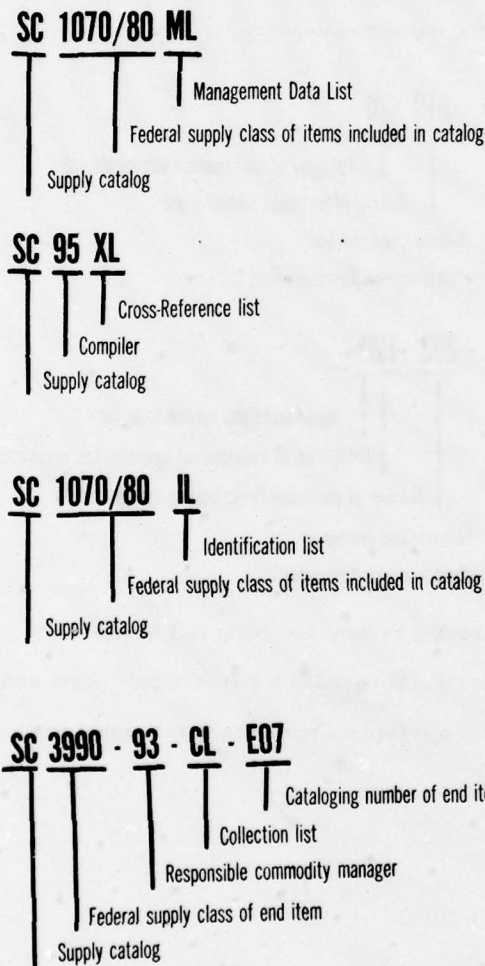 SC 1070/80 ML
Management Data List
Federal supply class of items included in catalog
Supply catalog
SC 95 XL
Cross-Reference list
Compiler
Supply catalog
SC 1070/80 IL
Identification list
Federal supply class of items included in catalog
Supply catalog
SC 3990 - 93 - CL - E07
Cataloging number of end
Collection list
Responsible commodity manager
Federal supply class of end item
Supply catalog